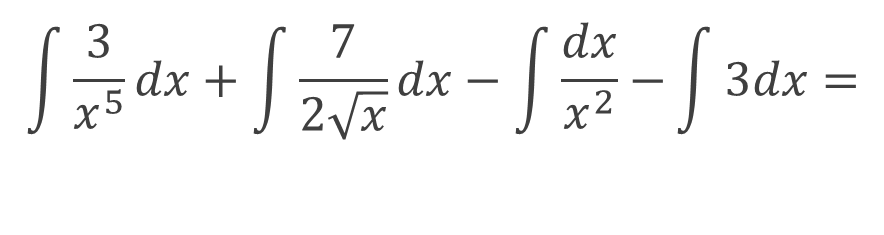 ∫ 3/x⁵ dx + ∫ 7/(2√x) dx − ∫ dx/x² − ∫ 3dx =